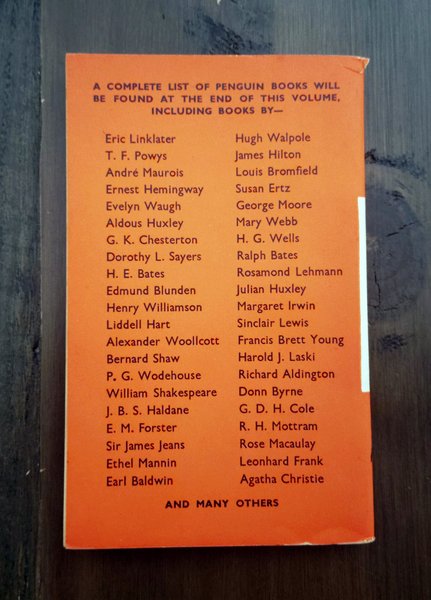 A COMPLETE LIST OF PENGUIN BOOKS WILL
BE FOUND AT THE END OF THIS VOLUME,
INCLUDING BOOKS BY—
Eric Linklater
T. F. Powys
André Maurois
Ernest Hemingway
Evelyn Waugh
Aldous Huxley
G. K. Chesterton
Dorothy L. Sayers
H. E. Bates
Edmund Blunden
Henry Williamson
Liddell Hart
Alexander Woollcott
Bernard Shaw
P. G. Wodehouse
William Shakespeare
J. B. S. Haldane
E. M. Forster
Sir James Jeans
Ethel Mannin
Earl Baldwin
Hugh Walpole
James Hilton
Louis Bromfield
Susan Ertz
George Moore
Mary Webb
H. G. Wells
Ralph Bates
Rosamond Lehmann
Julian Huxley
Margaret Irwin
Sinclair Lewis
Francis Brett Young
Harold J. Laski
Richard Aldington
Donn Byrne
G. D. H. Cole
R. H. Mottram
Rose Macaulay
Leonhard Frank
Agatha Christie
AND MANY OTHERS